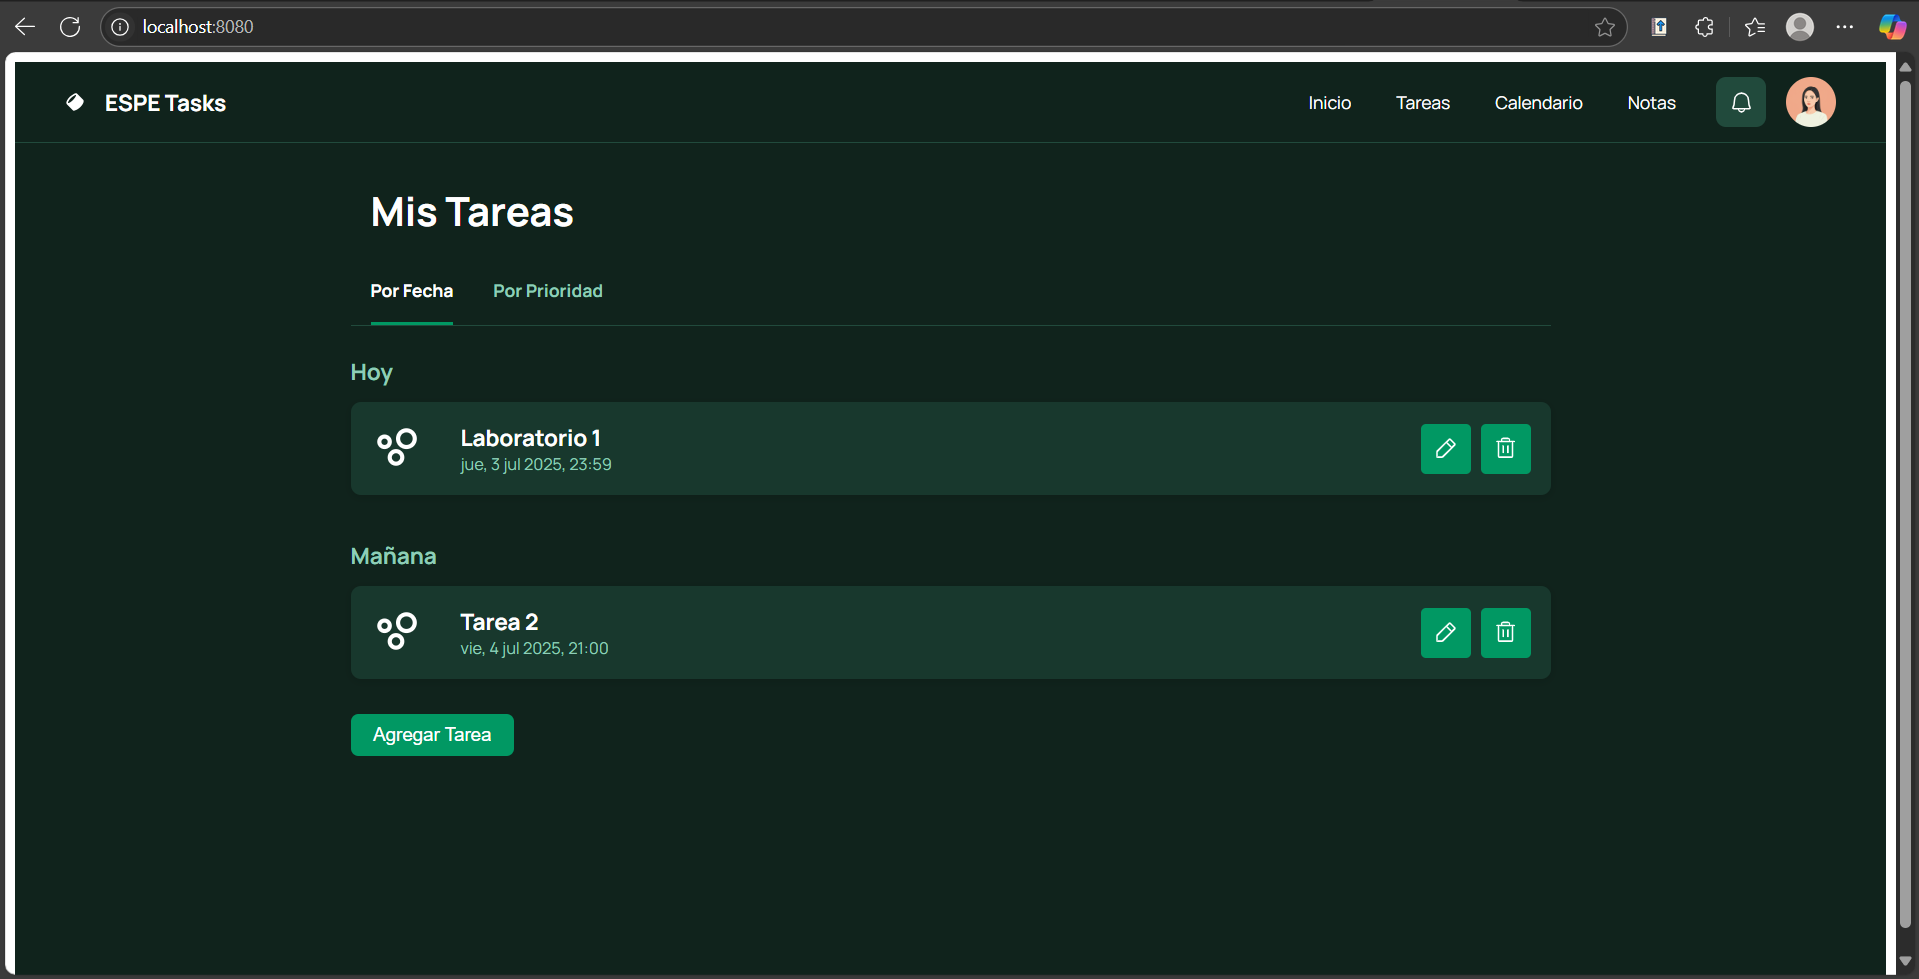 localhost:8080
ESPE Tasks
Inicio
Tareas
Calendario
Notas
Mis Tareas
Por Fecha
Por Prioridad
Hoy
Laboratorio 1
jue, 3 jul 2025, 23:59
Mañana
Tarea 2
vie, 4 jul 2025, 21:00
Agregar Tarea